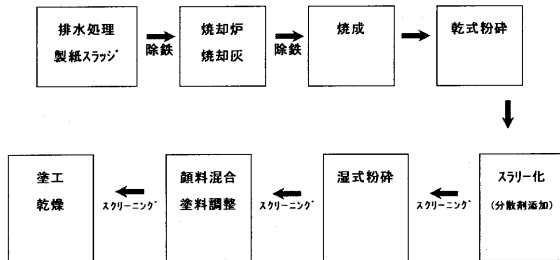 排水処理
製紙スラッジ
除鉄
焼却炉
焼却灰
除鉄
焼成
乾式粉砕
スラリー化
(分散剤添加)
スクリーニング
湿式粉砕
スクリーニング
顔料混合
塗料調整
スクリーニング
塗工
乾燥